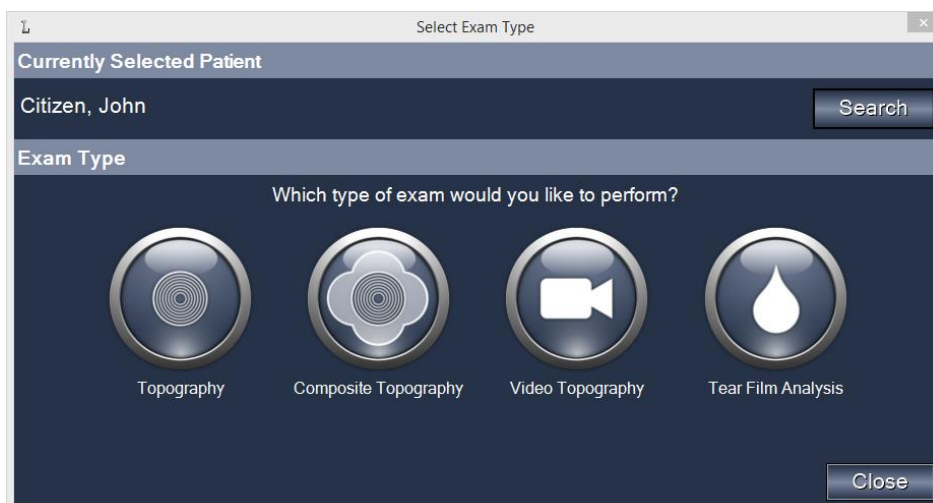 Select Exam Type
Currently Selected Patient
Citizen, John
Search
Exam Type
Which type of exam would you like to perform?
Topography
Composite Topography
Video Topography
Tear Film Analysis
Close